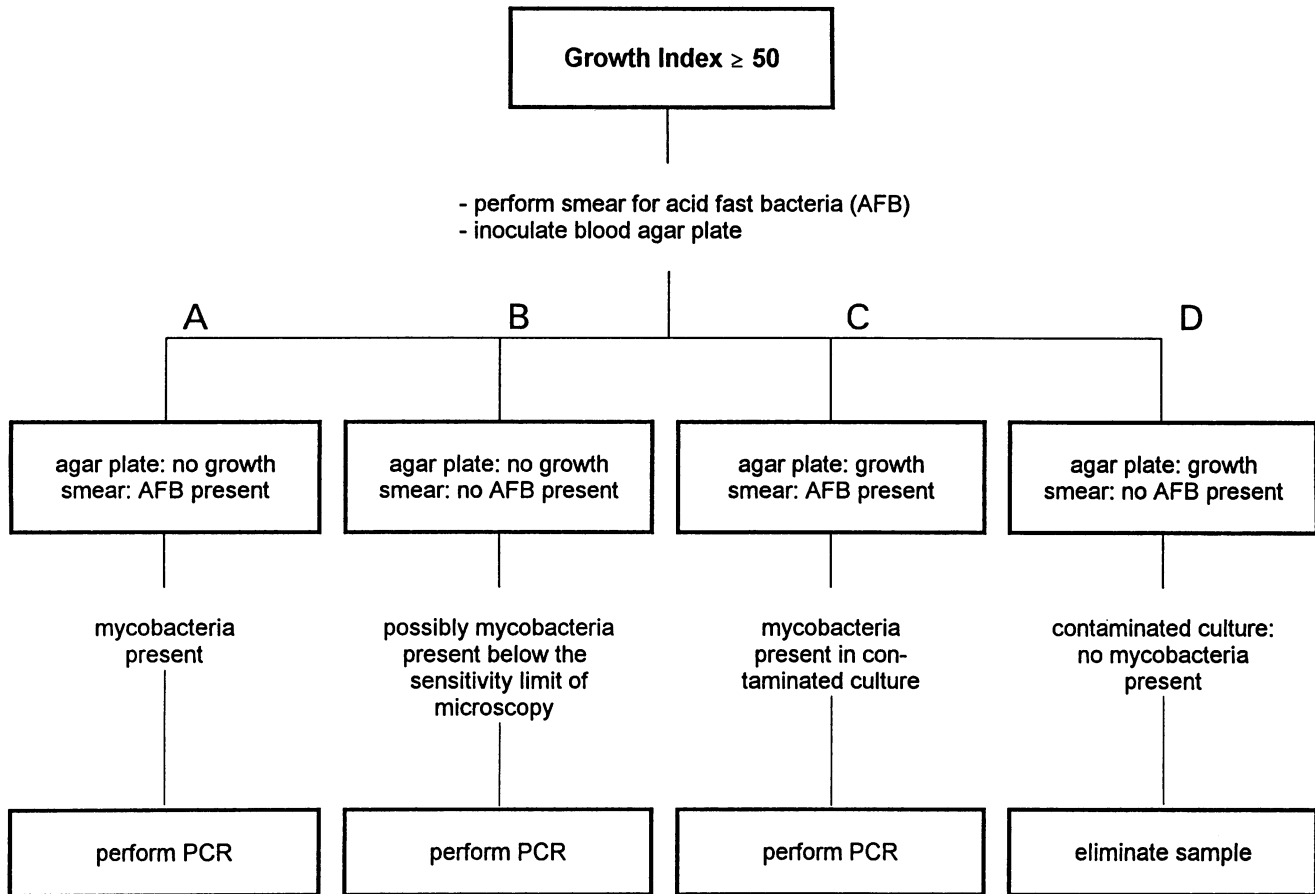 Growth Index ≥ 50
- perform smear for acid fast bacteria (AFB)
- inoculate blood agar plate
A
B
C
D
agar plate: no growth
smear: AFB present
agar plate: no growth
smear: no AFB present
agar plate: growth
smear: AFB present
agar plate: growth
smear: no AFB present
mycobacteria
present
possibly mycobacteria
present below the
sensitivity limit of
microscopy
mycobacteria
present in con-
taminated culture
contaminated culture:
no mycobacteria
present
perform PCR
perform PCR
perform PCR
eliminate sample